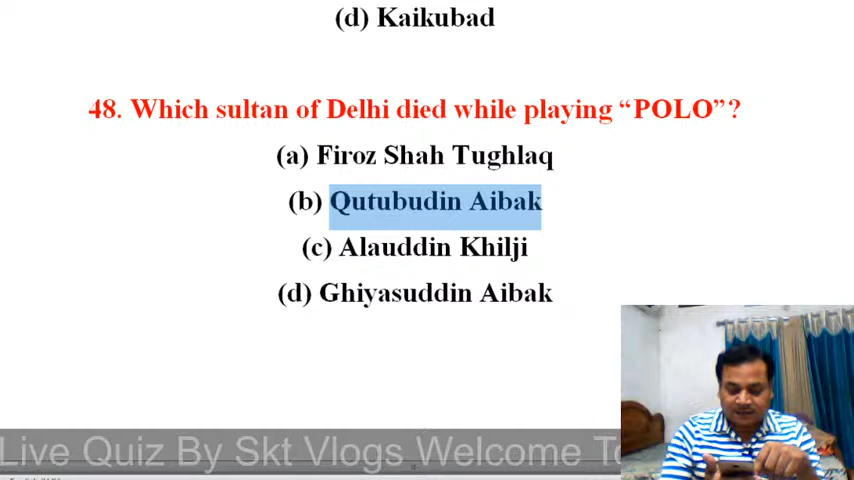 (d) Kaikubad
48. Which sultan of Delhi died while playing “POLO”?
(a) Firoz Shah Tughlaq
(b) Qutubudin Aibak
(c) Alauddin Khilji
(d) Ghiyasuddin Aibak
Live Quiz By Skt Vlogs Welcome To